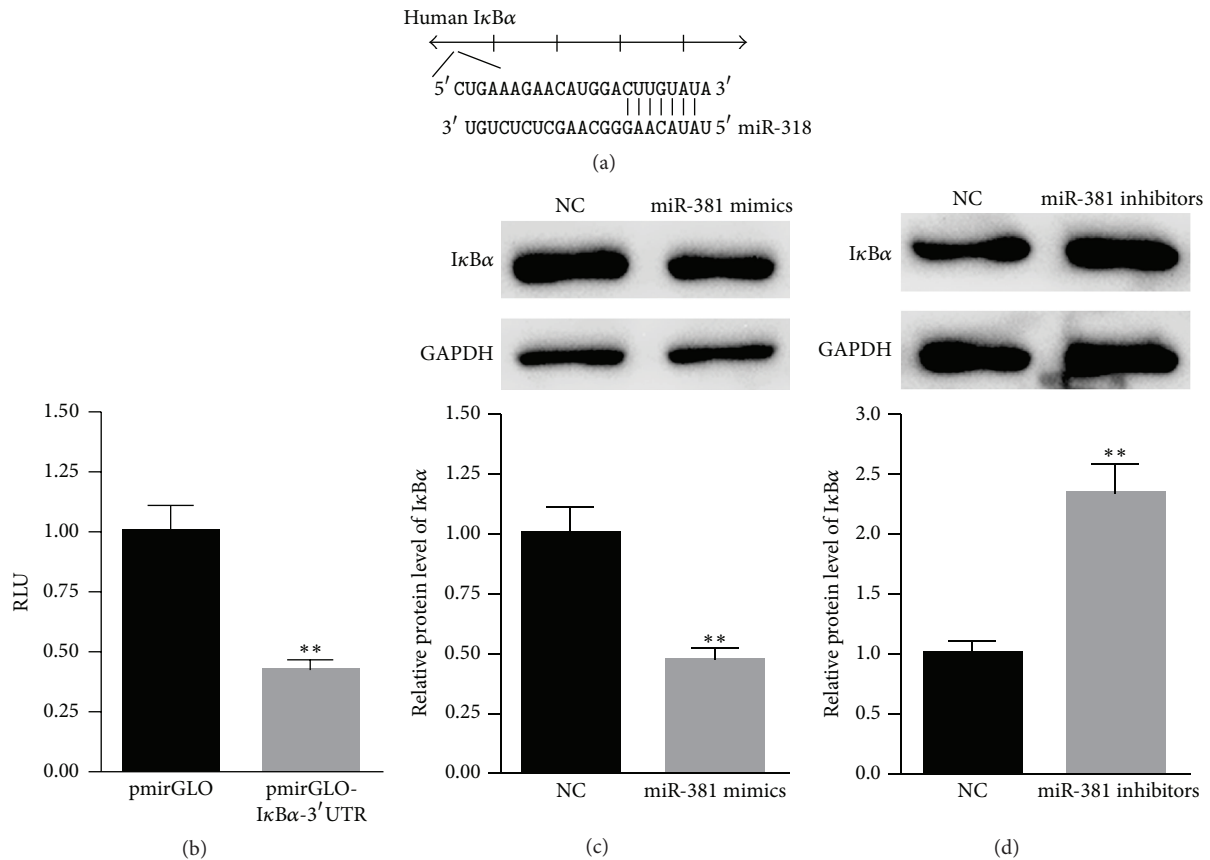 Human IκBα
5′ CUGAAAGAACAUGGACUUGUAUA 3′
3′ UGUCUCUCGAACGGGAACAUAU 5′ miR-318
(a)
NC miR-381 mimics
IκBα
GAPDH
NC miR-381 inhibitors
IκBα
GAPDH
1.50
1.25
1.00
0.75
0.50
0.25
0.00
RLU
**
pmirGLO
pmirGLO-
IκBα-3′UTR
(b)
1.50
1.25
1.00
0.75
0.50
0.25
0.00
Relative protein level of IκBα
**
NC miR-381 mimics
(c)
3.0
2.5
2.0
1.5
1.0
0.5
0.0
Relative protein level of IκBα
**
NC miR-381 inhibitors
(d)